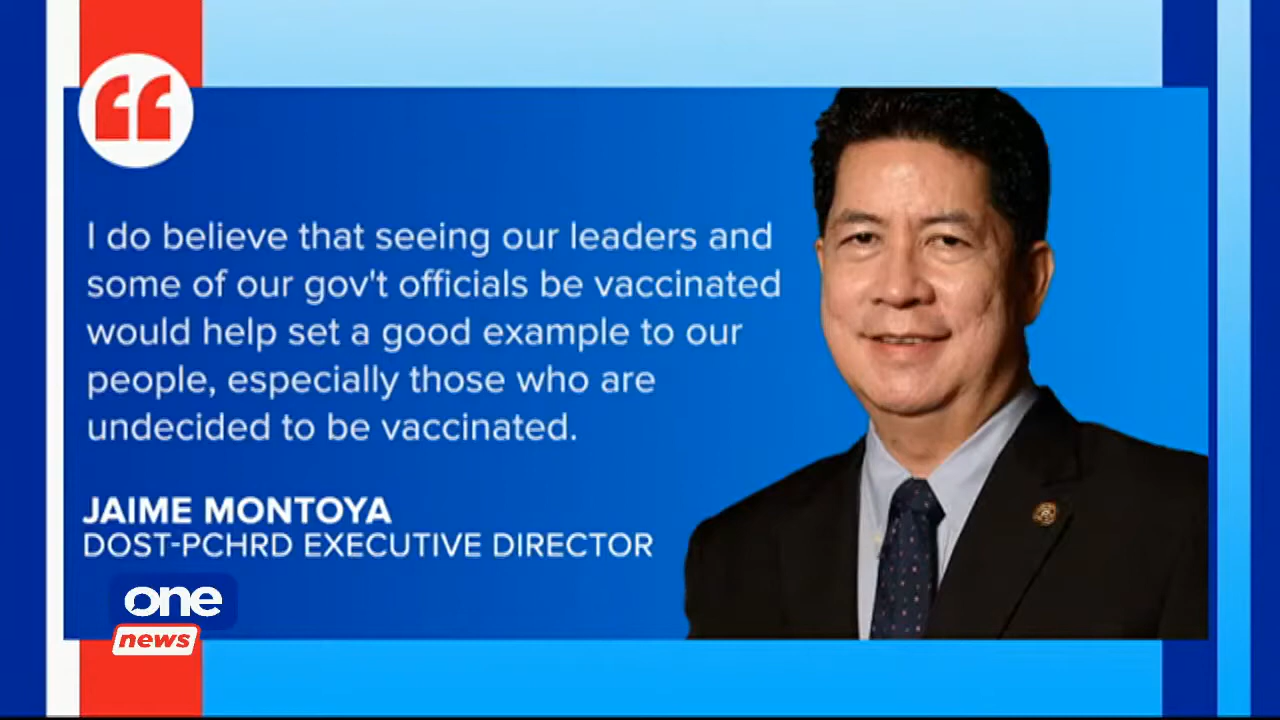 I do believe that seeing our leaders and
some of our gov't officials be vaccinated
would help set a good example to our
people, especially those who are
undecided to be vaccinated.
JAIME MONTOYA
DOST-PCHRD EXECUTIVE DIRECTOR
one
news